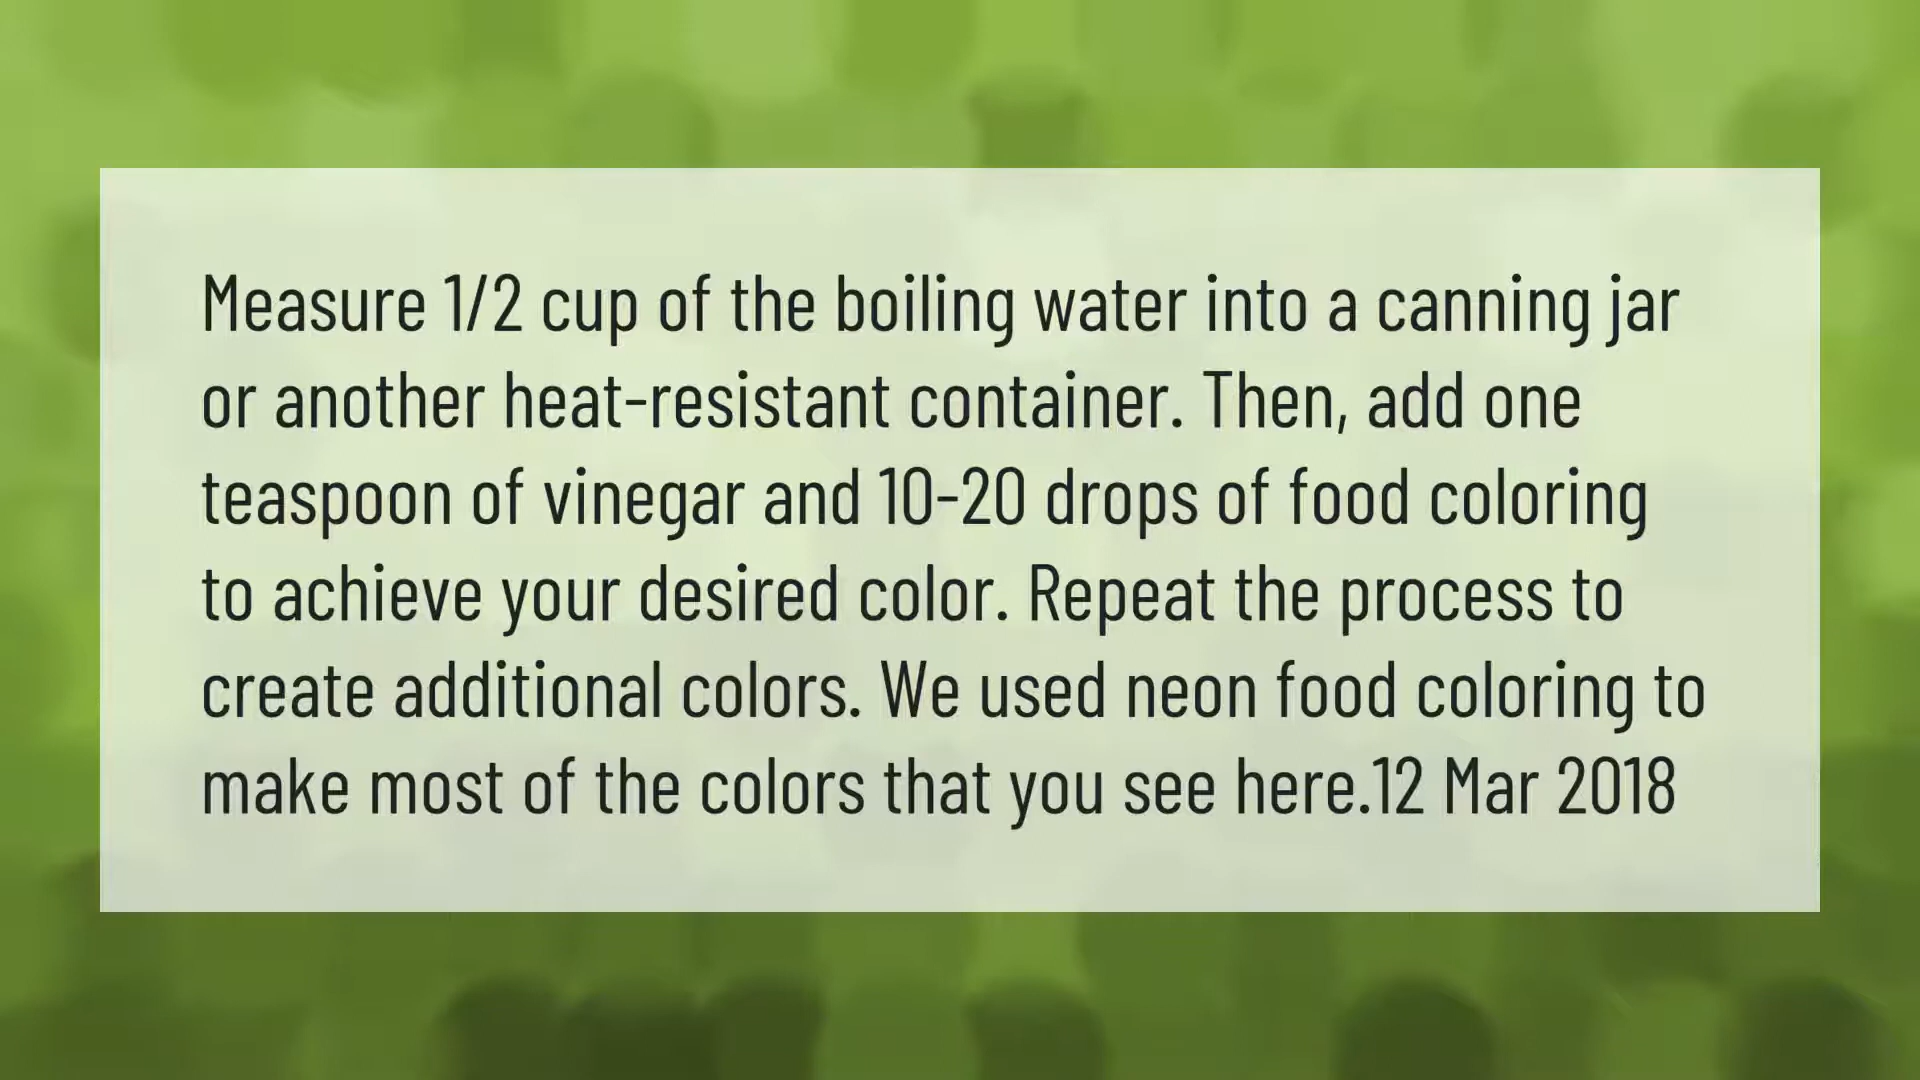 Measure 1/2 cup of the boiling water into a canning jar
or another heat-resistant container. Then, add one
teaspoon of vinegar and 10-20 drops of food coloring
to achieve your desired color. Repeat the process to
create additional colors. We used neon food coloring to
make most of the colors that you see here.12 Mar 2018